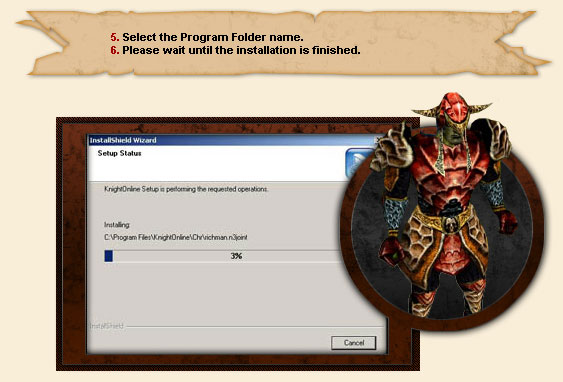 5. Select the Program Folder name.
6. Please wait until the installation is finished.
InstallShield Wizard
Setup Status
KnightOnline Setup is performing the requested operations.
Installing:
C:\Program Files\KnightOnline\Chr\richman.n3joint
3%
InstallShield
Cancel